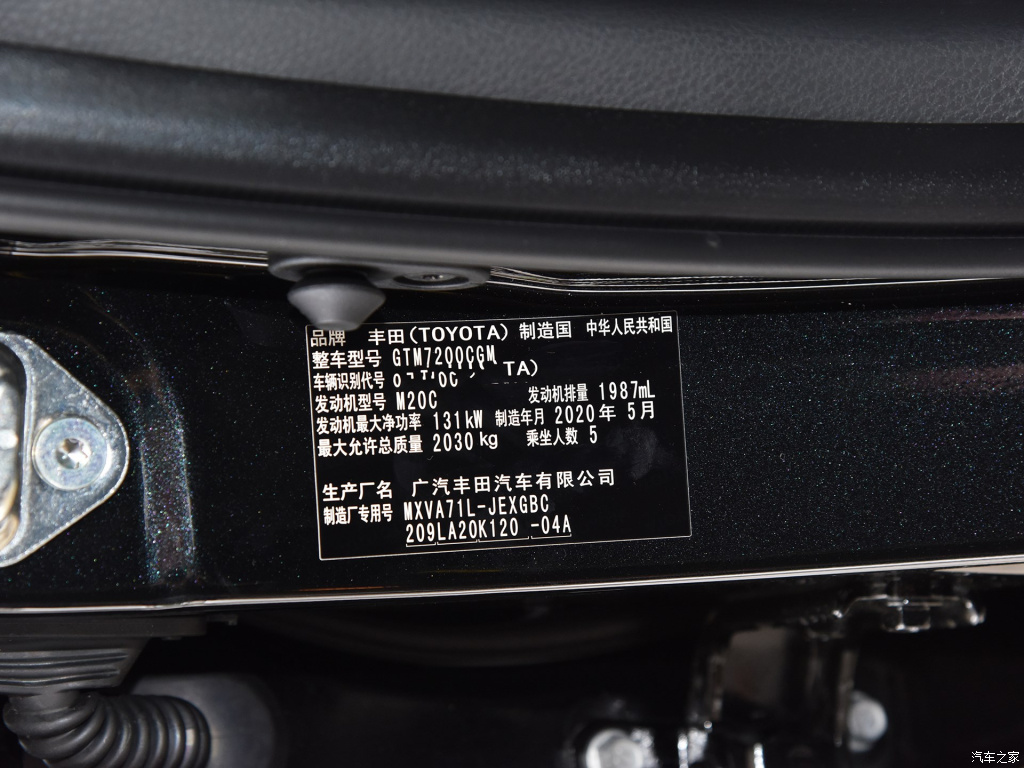 品牌 丰田(TOYOTA) 制造国 中华人民共和国
整车型号 GTM7200CGM
车辆识别代号 TA)
发动机型号 M20C 发动机排量 1987mL
发动机最大净功率 131kW 制造年月 2020年 5月
最大允许总质量 2030kg 乘坐人数 5
生产厂名 广汽丰田汽车有限公司
制造厂专用号 MXVA71L-JEXGBC
209LA20K120 -04A
汽车之家